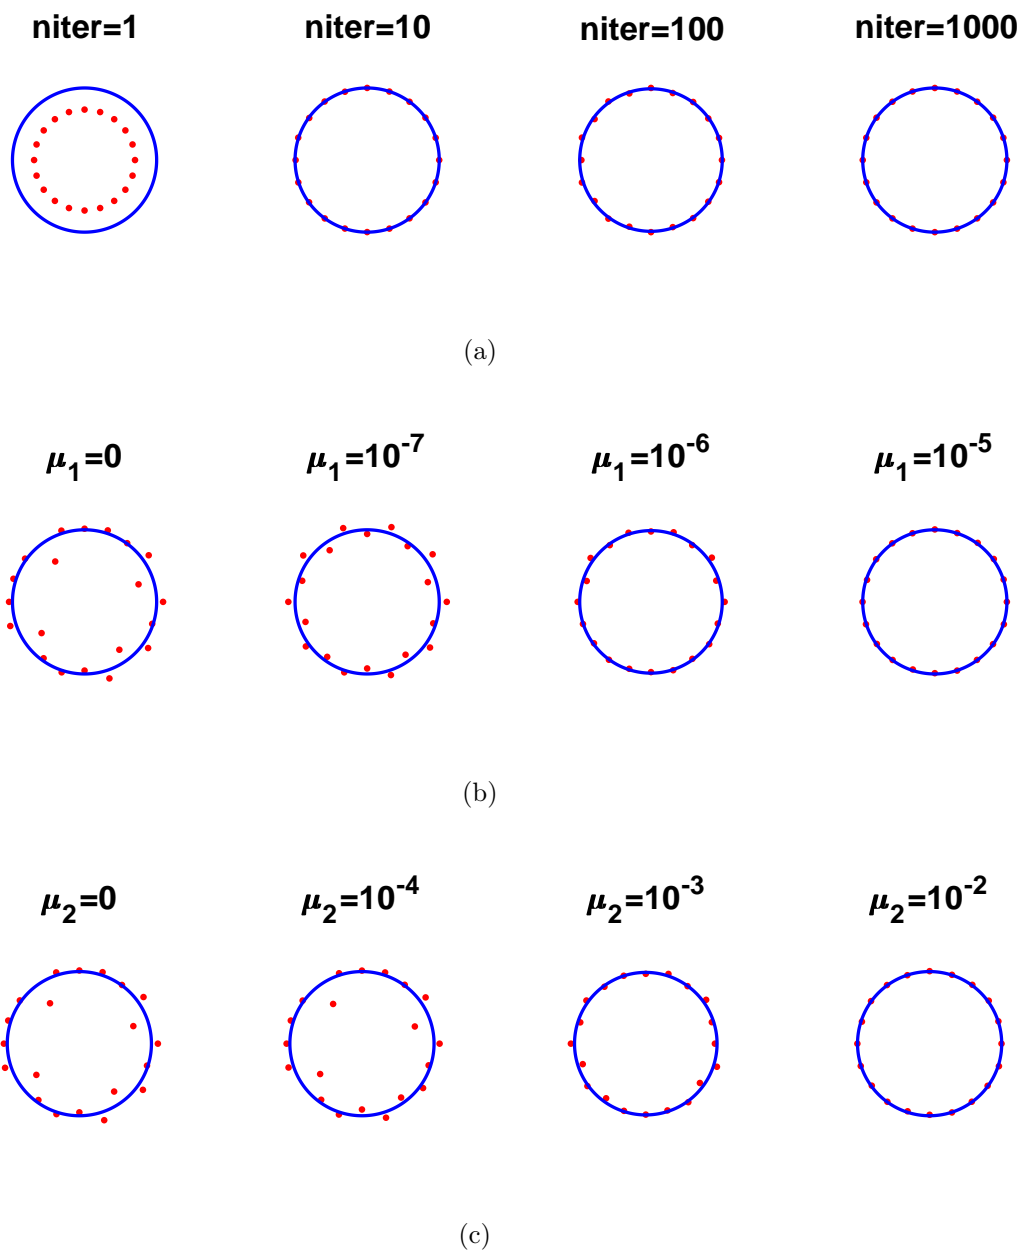 niter=1 niter=10 niter=100 niter=1000
(a)
μ₁=0 μ₁=10⁻⁷ μ₁=10⁻⁶ μ₁=10⁻⁵
(b)
μ₂=0 μ₂=10⁻⁴ μ₂=10⁻³ μ₂=10⁻²
(c)